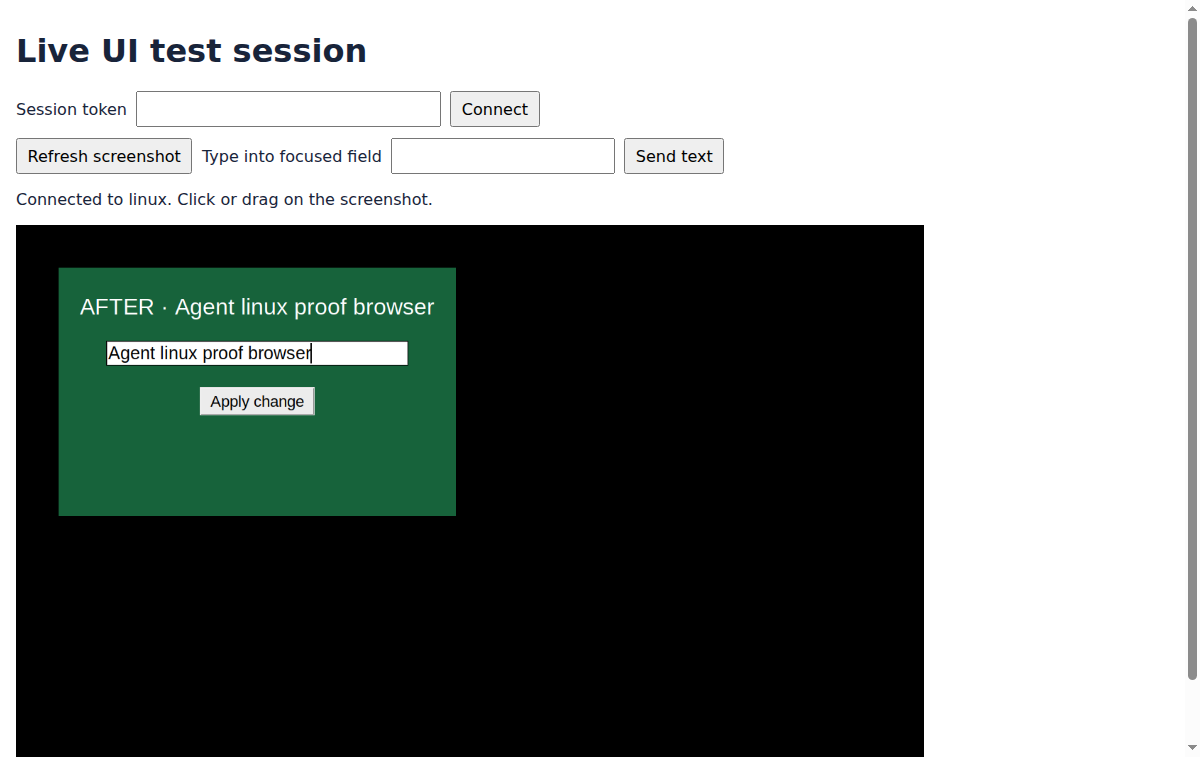 Live UI test session
Session token Connect
Refresh screenshot Type into focused field Send text
Connected to linux. Click or drag on the screenshot.
AFTER · Agent linux proof browser
Agent linux proof browser
Apply change